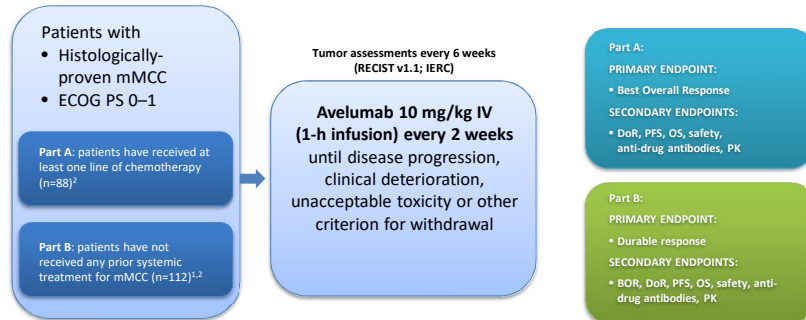 Patients with
• Histologically-
proven mMCC
• ECOG PS 0–1
Part A: patients have received at
least one line of chemotherapy
(n=88)²
Part B: patients have not
received any prior systemic
treatment for mMCC (n=112)¹,²
Tumor assessments every 6 weeks
(RECIST v1.1; IERC)
Avelumab 10 mg/kg IV
(1-h infusion) every 2 weeks
until disease progression,
clinical deterioration,
unacceptable toxicity or other
criterion for withdrawal
Part A:
PRIMARY ENDPOINT:
• Best Overall Response
SECONDARY ENDPOINTS:
• DoR, PFS, OS, safety,
anti-drug antibodies, PK
Part B:
PRIMARY ENDPOINT:
• Durable response
SECONDARY ENDPOINTS:
• BOR, DoR, PFS, OS, safety, anti-
drug antibodies, PK